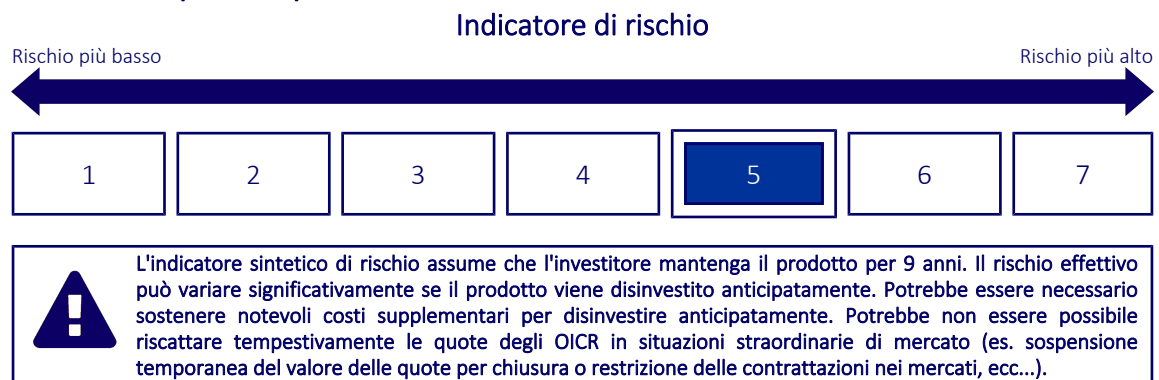 Indicatore di rischio
Rischio più basso Rischio più alto
1 2 3 4 5 6 7
L'indicatore sintetico di rischio assume che l'investitore mantenga il prodotto per 9 anni. Il rischio effettivo
può variare significativamente se il prodotto viene disinvestito anticipatamente. Potrebbe essere necessario
sostenere notevoli costi supplementari per disinvestire anticipatamente. Potrebbe non essere possibile
riscattare tempestivamente le quote degli OICR in situazioni straordinarie di mercato (es. sospensione
temporanea del valore delle quote per chiusura o restrizione delle contrattazioni nei mercati, ecc...).